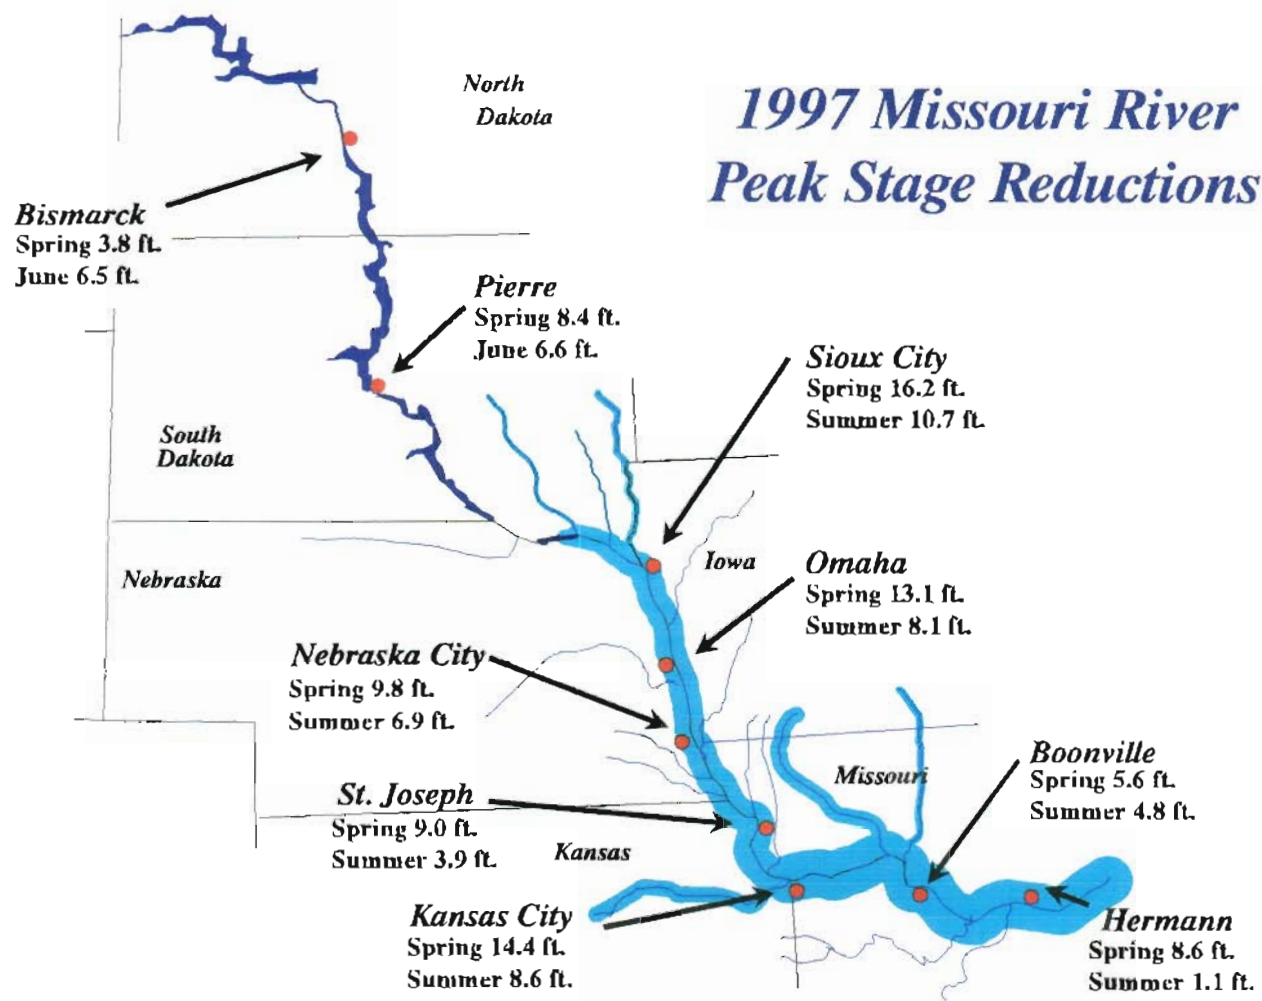 1997 Missouri River
Peak Stage Reductions
North
Dakota
Bismarck
Spring 3.8 ft.
June 6.5 ft.
Pierre
Spring 8.4 ft.
June 6.6 ft.
Sioux City
Spring 16.2 ft.
Summer 10.7 ft.
South
Dakota
Iowa
Omaha
Spring 13.1 ft.
Summer 8.1 ft.
Nebraska
Nebraska City
Spring 9.8 ft.
Summer 6.9 ft.
Missouri
Boonville
Spring 5.6 ft.
Summer 4.8 ft.
St. Joseph
Spring 9.0 ft.
Summer 3.9 ft.
Kansas
Kansas City
Spring 14.4 ft.
Summer 8.6 ft.
Hermann
Spring 8.6 ft.
Summer 1.1 ft.